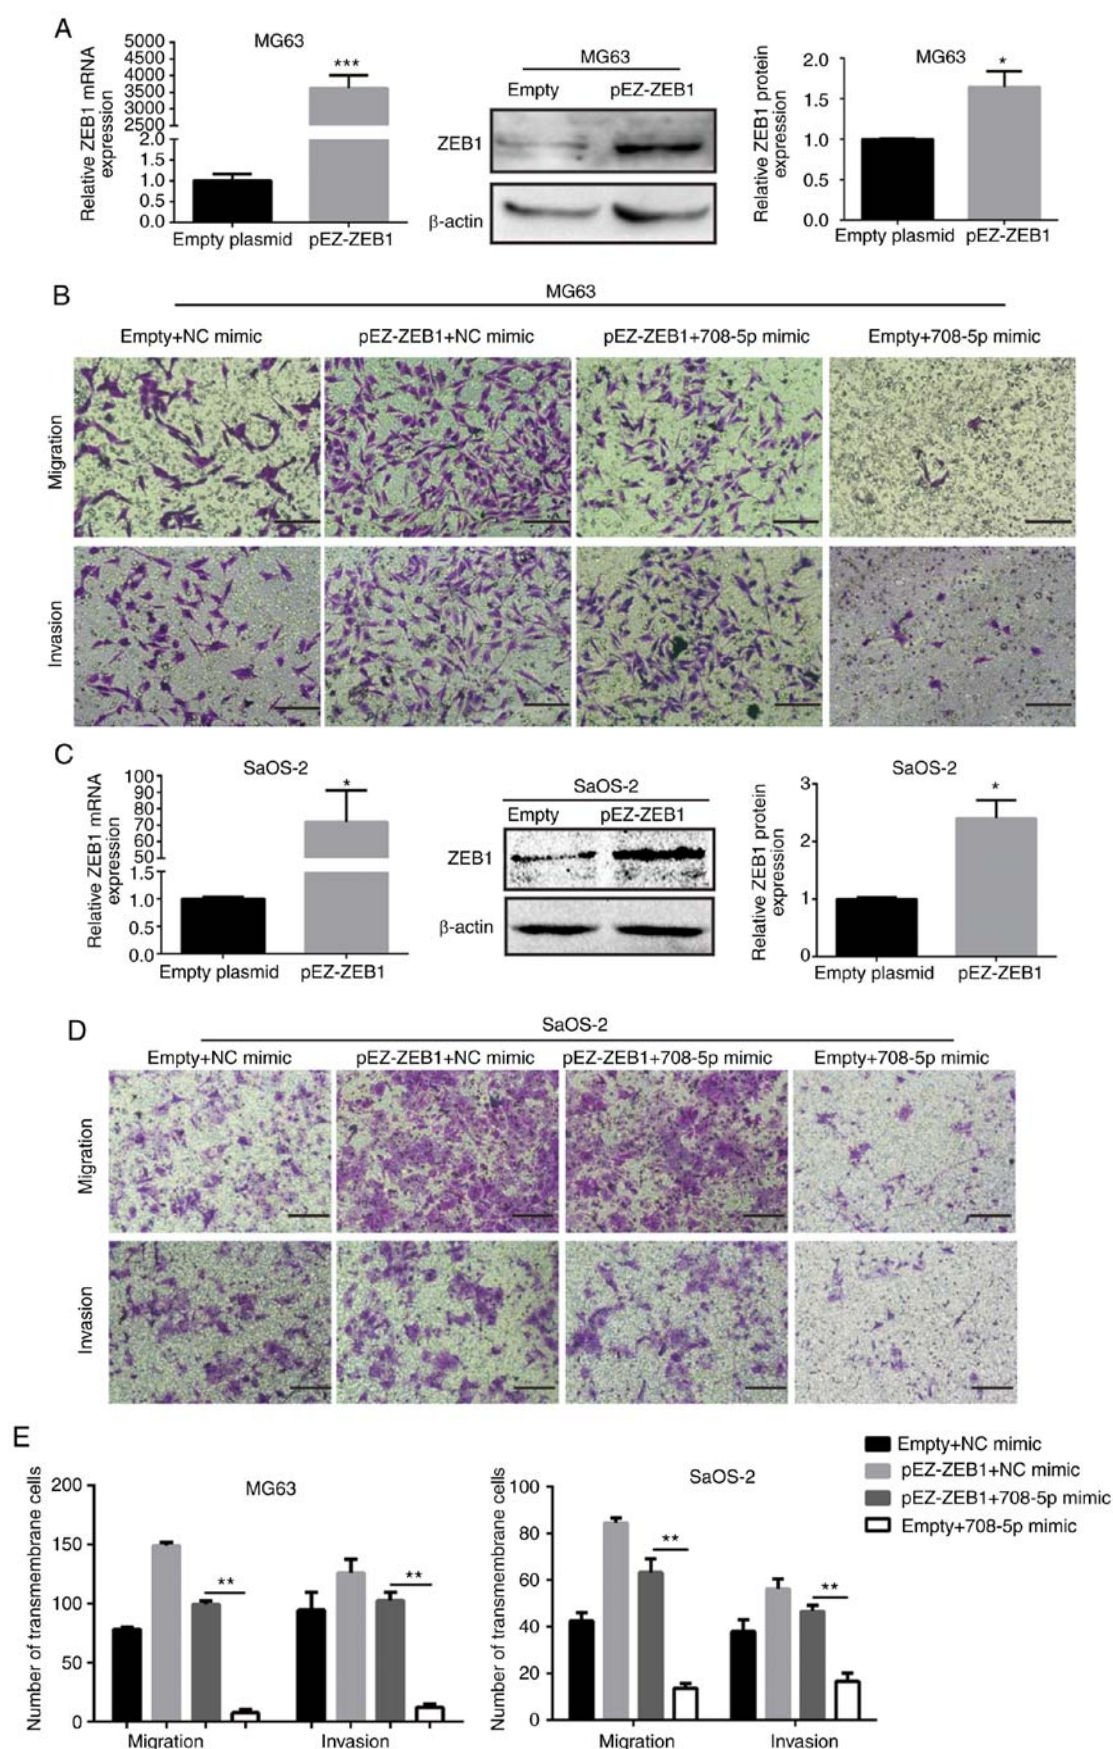 A
MG63
Relative ZEB1 mRNA
expression
5000
4500
4000
3500
3000
2500
2.0
1.5
1.0
0.5
0.0
***
Empty plasmid
pEZ-ZEB1
MG63
Empty
pEZ-ZEB1
ZEB1
β-actin
MG63
Relative ZEB1 protein
expression
2.0
1.5
1.0
0.5
0.0
*
Empty plasmid
pEZ-ZEB1
B
MG63
Empty+NC mimic
pEZ-ZEB1+NC mimic
pEZ-ZEB1+708-5p mimic
Empty+708-5p mimic
Migration
Invasion
C
SaOS-2
Relative ZEB1 mRNA
expression
100
90
80
70
60
50
1.5
1.0
0.5
0.0
*
Empty plasmid
pEZ-ZEB1
SaOS-2
Empty
pEZ-ZEB1
ZEB1
β-actin
SaOS-2
Relative ZEB1 protein
expression
3
2
1
0
*
Empty plasmid
pEZ-ZEB1
D
SaOS-2
Empty+NC mimic
pEZ-ZEB1+NC mimic
pEZ-ZEB1+708-5p mimic
Empty+708-5p mimic
Migration
Invasion
E
MG63
Number of transmembrane cells
200
150
100
50
0
**
**
Migration
Invasion
SaOS-2
Number of transmembrane cells
100
80
60
40
20
0
**
**
Migration
Invasion
Empty+NC mimic
pEZ-ZEB1+NC mimic
pEZ-ZEB1+708-5p mimic
Empty+708-5p mimic